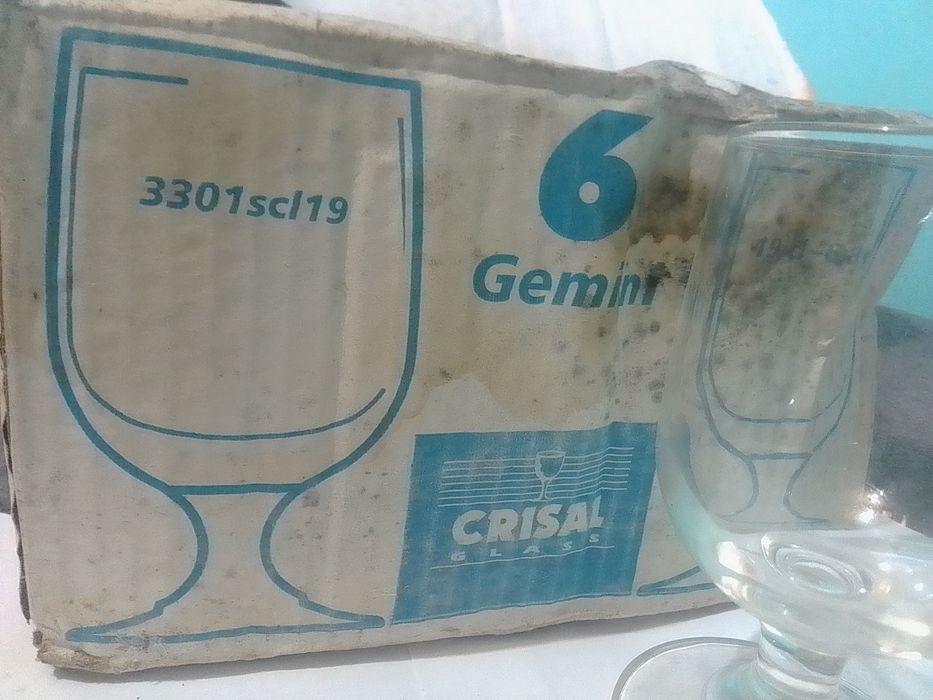 3301scl19
6
Gemini
CRISAL
GLASS